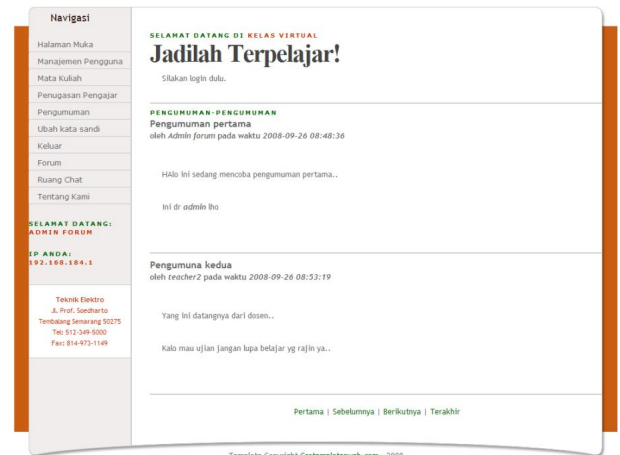 Navigasi
Halaman Muka
Manajemen Pengguna
Mata Kuliah
Penugasan Pengajar
Pengumuman
Ubah kata sandi
Keluar
Forum
Ruang Chat
Tentang Kami
SELAMAT DATANG:
ADMIN FORUM
IP ANDA:
192.168.184.1
Teknik Elektro
Jl. Prof. Soedharto
Tembalang Semarang 50275
Tel: 512-349-5000
Fax: 814-973-1149
SELAMAT DATANG DI KELAS VIRTUAL
Jadilah Terpelajar!
Silakan login dulu.
PENGUMUMAN-PENGUMUMAN
Pengumuman pertama
oleh Admin forum pada waktu 2008-09-26 08:48:36
HAlo ini sedang mencoba pengumuman pertama..
Ini dr admin lho
Pengumuna kedua
oleh teacher2 pada waktu 2008-09-26 08:53:19
Yang ini datangnya dari dosen..
Kalo mau ujian jangan lupa belajar yg rajin ya..
Pertama | Sebelumnya | Berikutnya | Terakhir